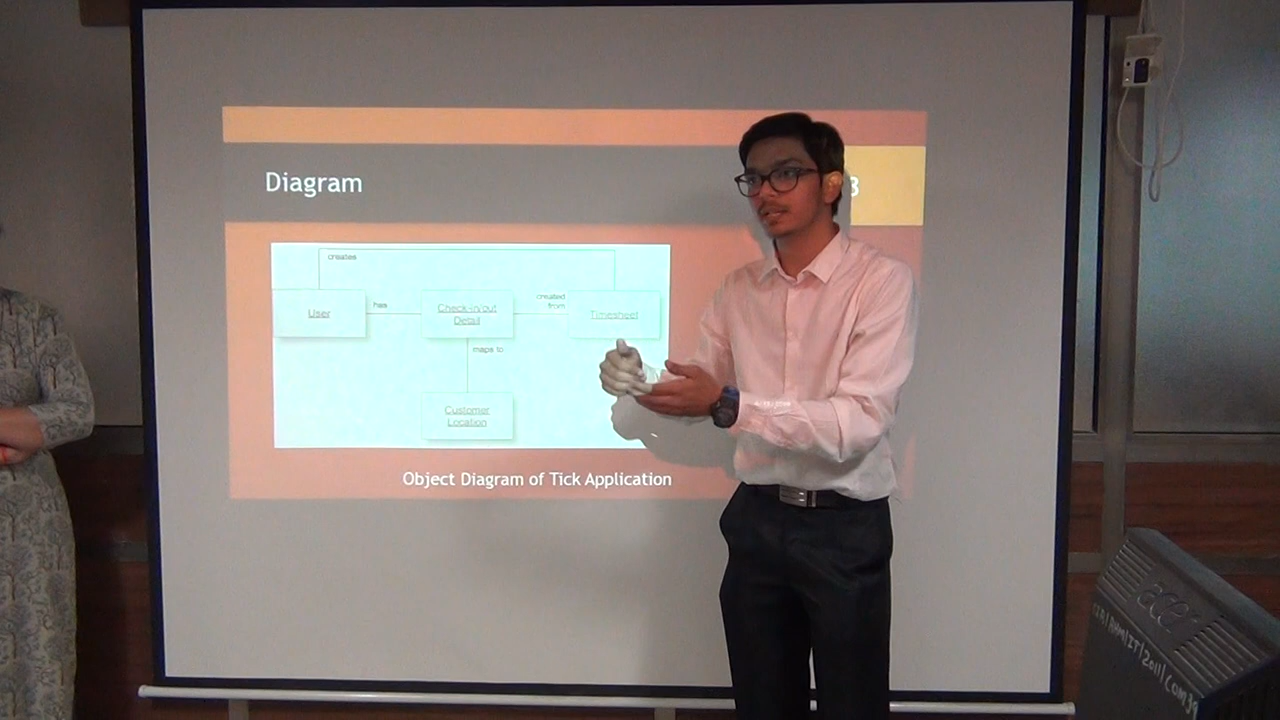 Diagram
3
creates
User
has
Check-in/out
Detail
created
from
Timesheet
maps to
Customer
Location
Object Diagram of Tick Application
acer